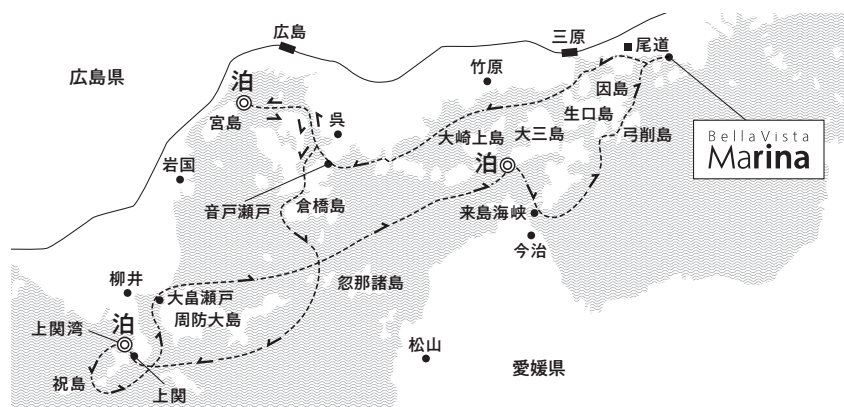 広島
三原
尾道
広島県
竹原
因島
泊
宮島
呉
生口島
大崎上島
大三島
弓削島
BellaVista
Marina
岩国
泊
音戸瀬戸
倉橋島
来島海峡
今治
柳井
大畠瀬戸
忽那諸島
周防大島
上関湾
泊
松山
祝島
上関
愛媛県